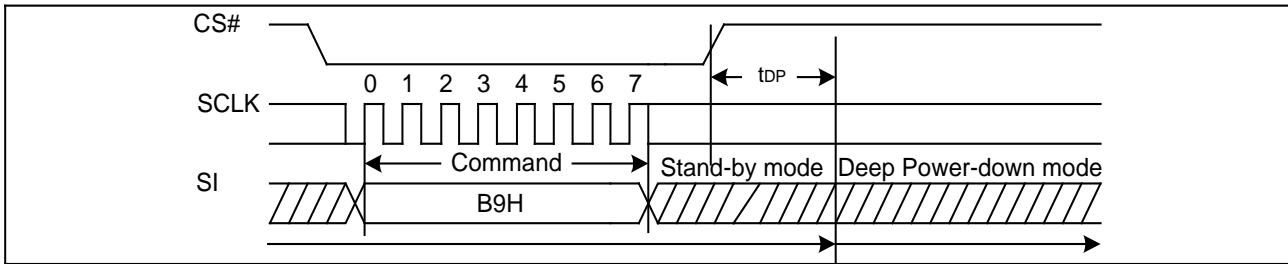 CS#
tDP
0 1 2 3 4 5 6 7
SCLK
Command
Stand-by mode Deep Power-down mode
SI
B9H